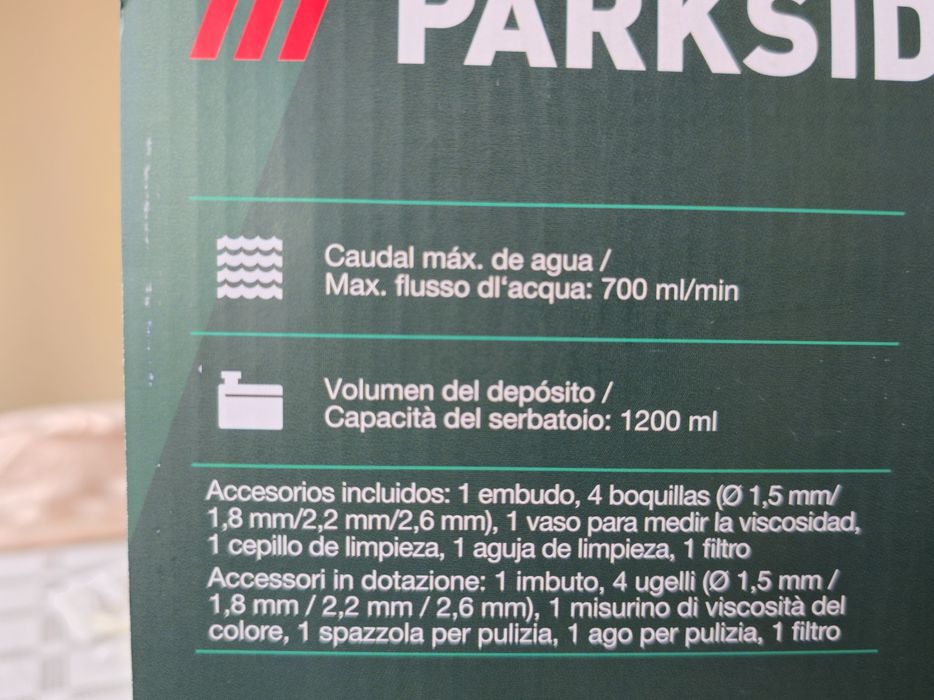 PARKSID
Caudal máx. de agua /
Max. flusso dl'acqua: 700 ml/min
Volumen del depósito /
Capacità del serbatoio: 1200 ml
Accesorios incluidos: 1 embudo, 4 boquillas (Ø 1,5 mm/
1,8 mm/2,2 mm/2,6 mm), 1 vaso para medir la viscosidad,
1 cepillo de limpieza, 1 aguja de limpieza, 1 filtro
Accessori in dotazione: 1 imbuto, 4 ugelli (Ø 1,5 mm /
1,8 mm / 2,2 mm / 2,6 mm), 1 misurino di viscosità del
colore, 1 spazzola per pulizia, 1 ago per pulizia, 1 filtro